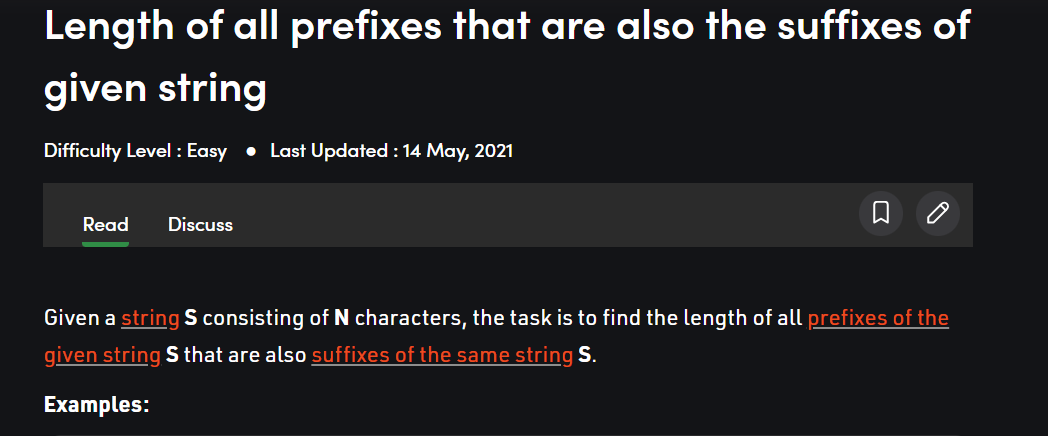 Length of all prefixes that are also the suffixes of
given string
Difficulty Level : Easy ● Last Updated : 14 May, 2021
Read Discuss
Given a string S consisting of N characters, the task is to find the length of all prefixes of the
given string S that are also suffixes of the same string S.
Examples: